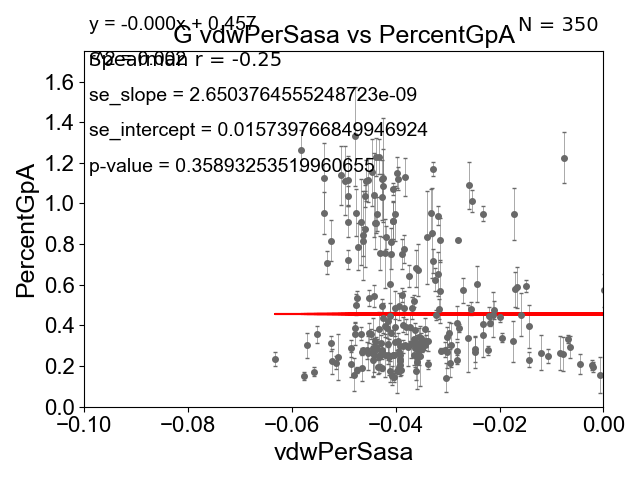 y = -0.000x + 0.457
N = 350
G vdwPerSasa vs PercentGpA
Spearman r = -0.25
se_slope = 2.6503764555248723e-09
se_intercept = 0.015739766849946924
p-value = 0.35893253519960655
PercentGpA
1.6
1.4
1.2
1.0
0.8
0.6
0.4
0.2
0.0
−0.10
−0.08
−0.06
−0.04
−0.02
0.00
vdwPerSasa